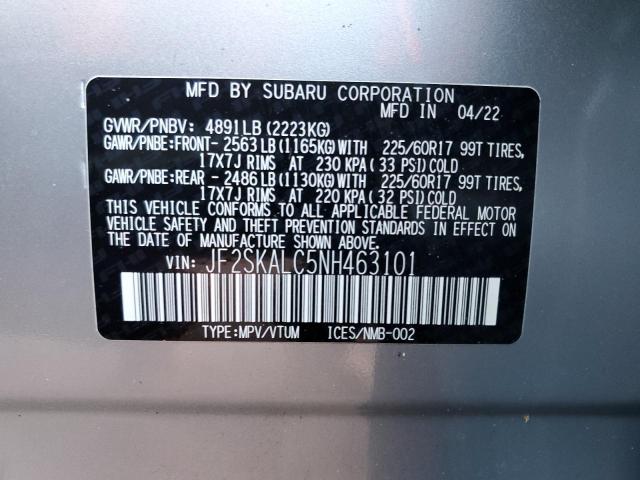 MFD BY SUBARU CORPORATION
MFD IN 04/22
GVWR/PNBV: 4891LB(2223KG)
GAWR/PNBE:FRONT-2563LB(1165KG)WITH 225/60R17 99T TIRES,
17X7J RIMS AT 230 KPA(33 PSI)COLD
GAWR/PNBE:REAR -2486LB(1130KG)WITH 225/60R17 99T TIRES,
17X7J RIMS AT 220 KPA(32 PSI)COLD
THIS VEHICLE CONFORMS TO ALL APPLICABLE FEDERAL MOTOR
VEHICLE SAFETY AND THEFT PREVENTION STANDARDS IN EFFECT
ON THE DATE OF MANUFACTURE SHOWN ABOVE.
VIN: JF2SKALC5NH463101
TYPE:MPV/VTUM ICES/NMB-002